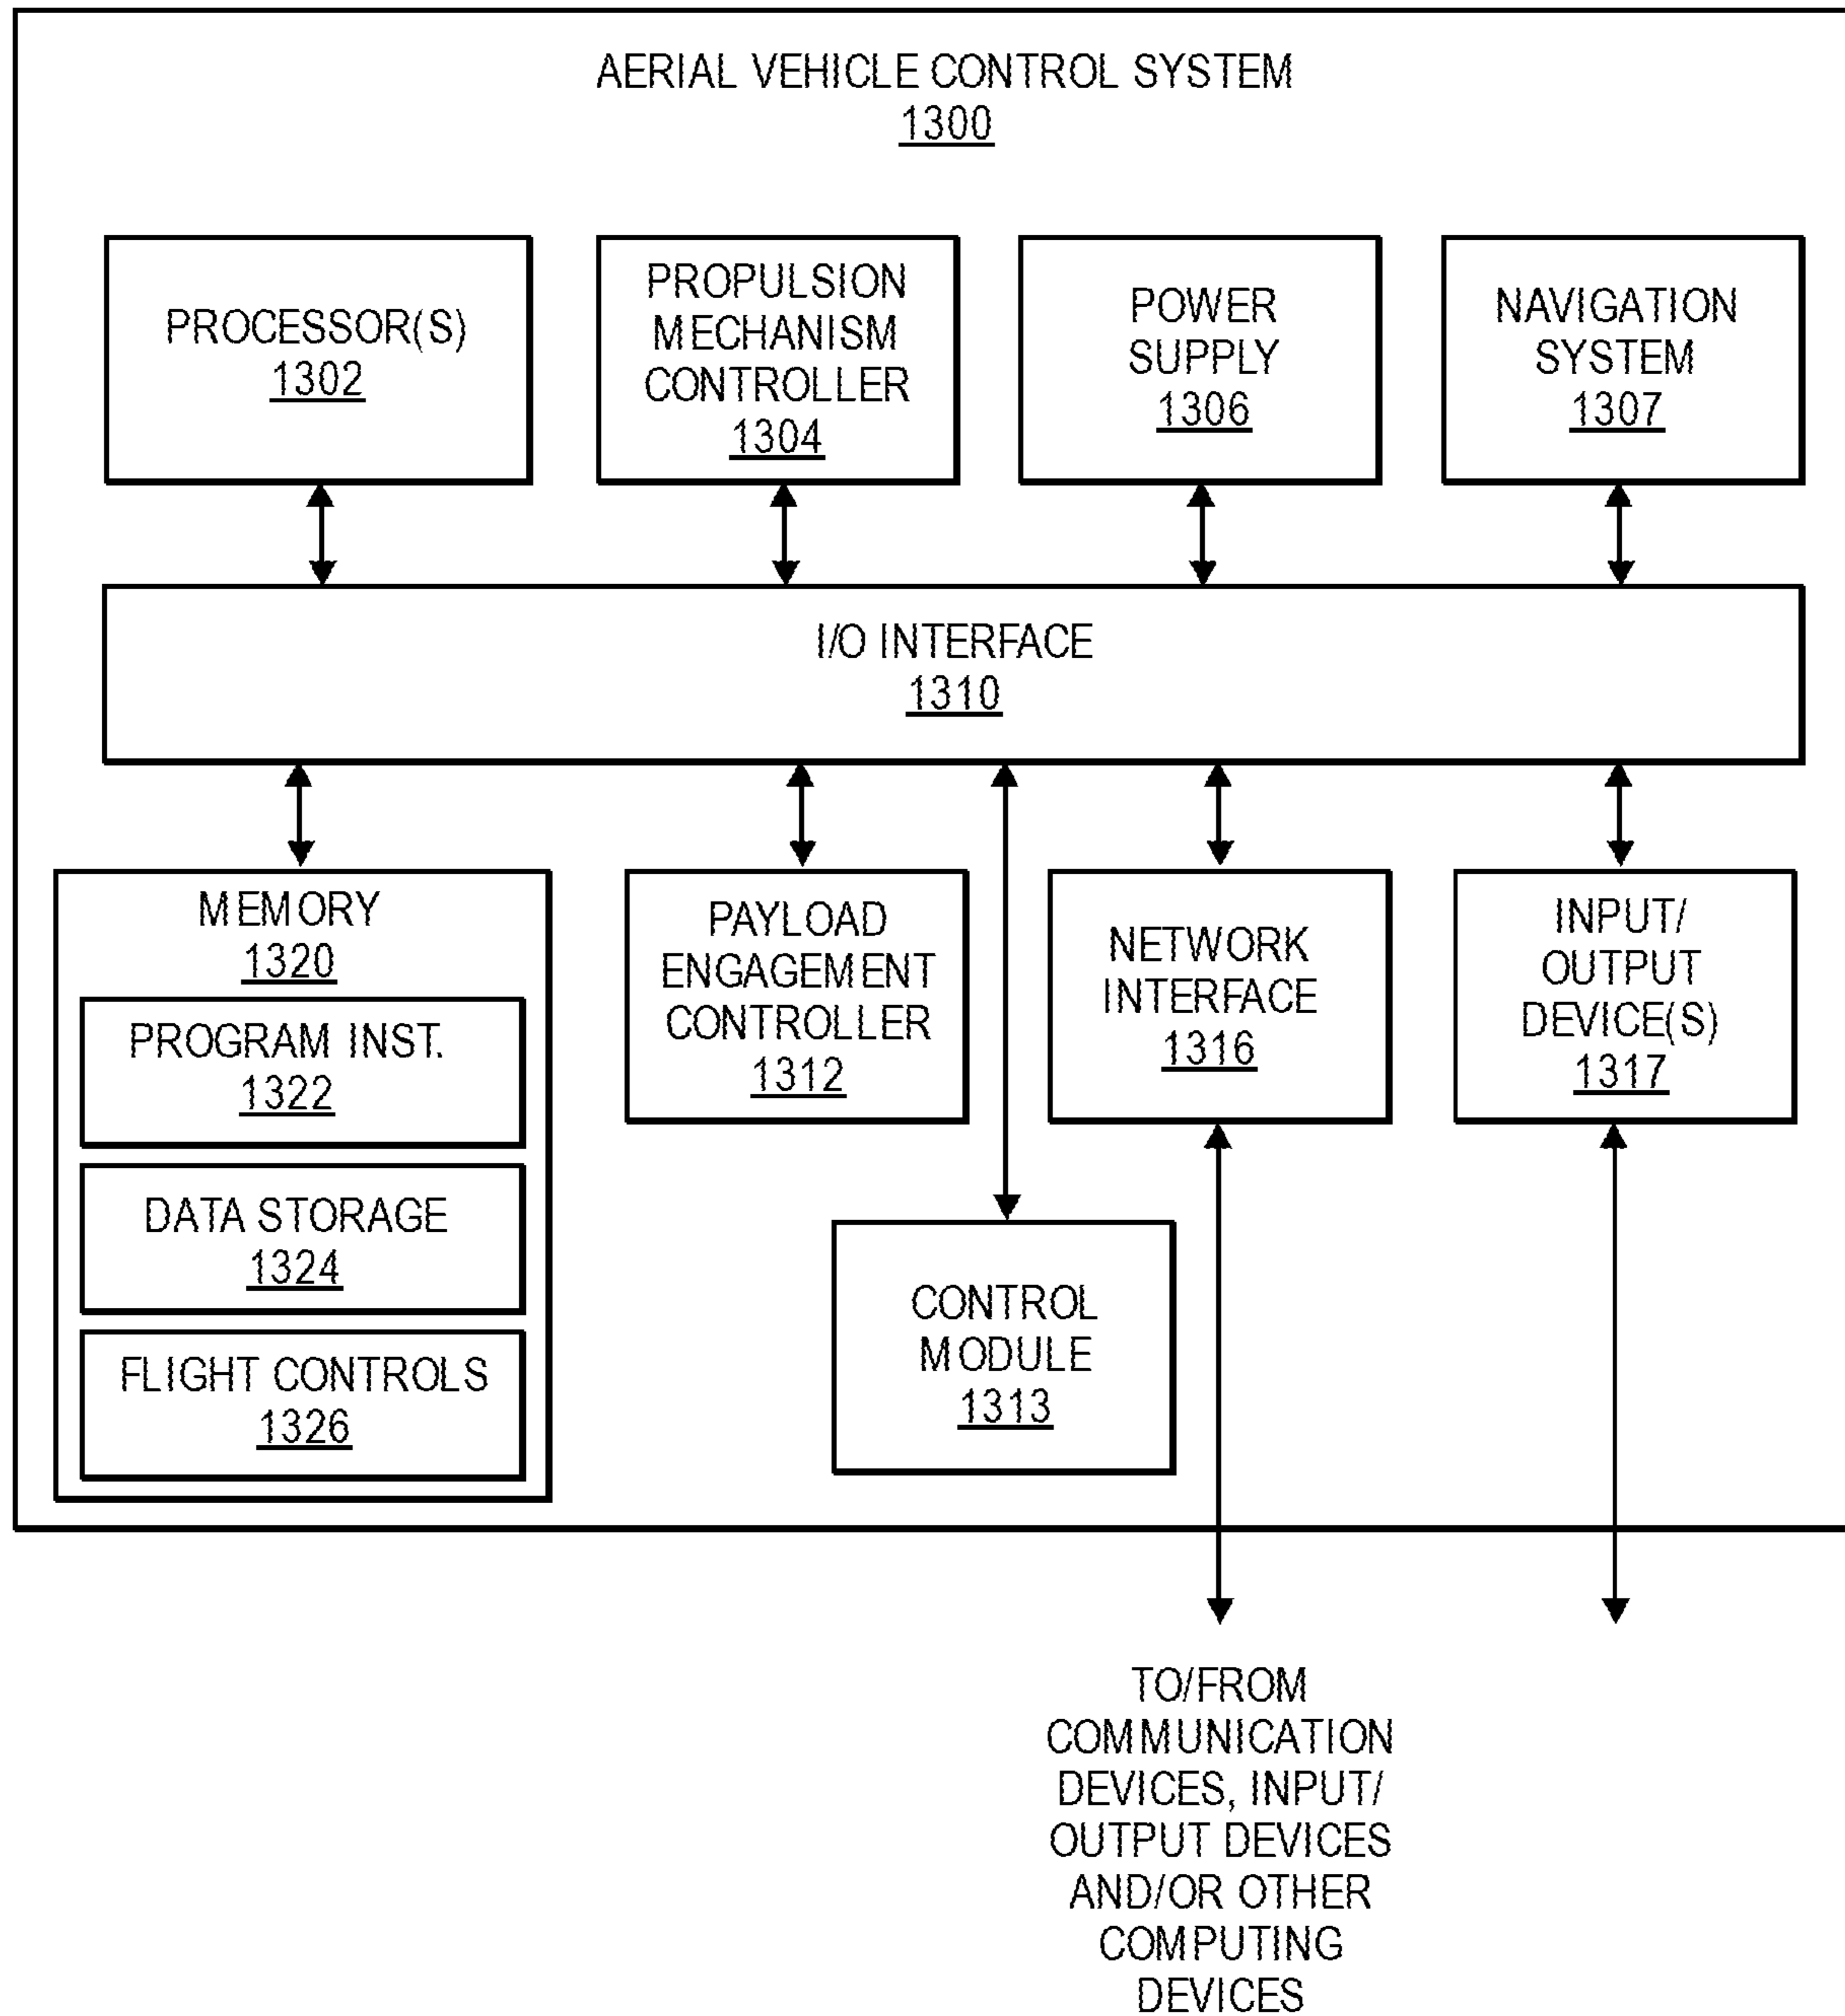 AERIAL VEHICLE CONTROL SYSTEM
1300
PROCESSOR(S)
1302
PROPULSION
MECHANISM
CONTROLLER
1304
POWER
SUPPLY
1306
NAVIGATION
SYSTEM
1307
I/O INTERFACE
1310
MEMORY
1320
PROGRAM INST.
1322
DATA STORAGE
1324
FLIGHT CONTROLS
1326
PAYLOAD
ENGAGEMENT
CONTROLLER
1312
CONTROL
MODULE
1313
NETWORK
INTERFACE
1316
INPUT/
OUTPUT
DEVICE(S)
1317
TO/FROM
COMMUNICATION
DEVICES, INPUT/
OUTPUT DEVICES
AND/OR OTHER
COMPUTING
DEVICES